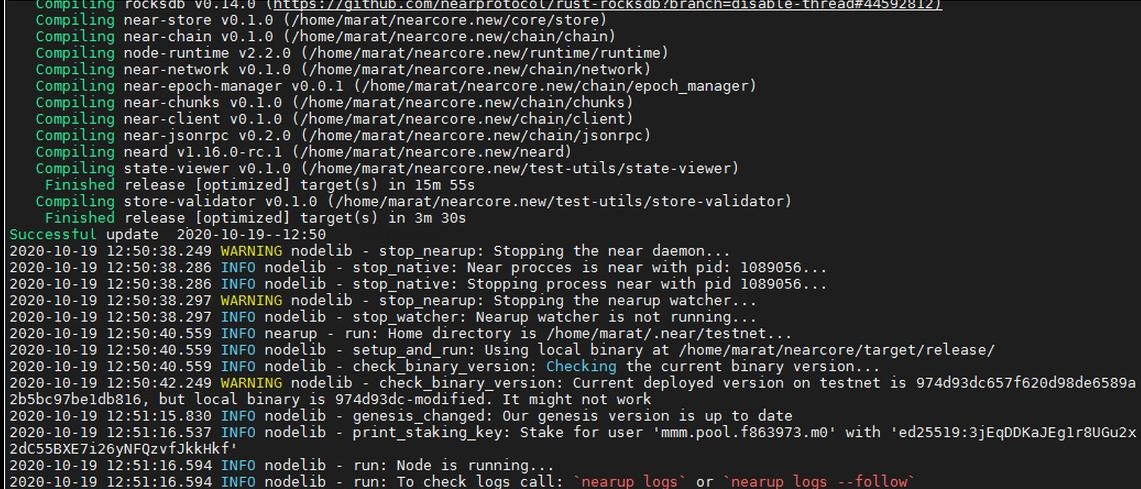 Compiling rocksdb v0.14.0 (https://github.com/nearprotocol/rust-rocksdb?branch=disable-thread#44592812)
Compiling near-store v0.1.0 (/home/marat/nearcore.new/core/store)
Compiling near-chain v0.1.0 (/home/marat/nearcore.new/chain/chain)
Compiling node-runtime v2.2.0 (/home/marat/nearcore.new/runtime/runtime)
Compiling near-network v0.1.0 (/home/marat/nearcore.new/chain/network)
Compiling near-epoch-manager v0.0.1 (/home/marat/nearcore.new/chain/epoch_manager)
Compiling near-chunks v0.1.0 (/home/marat/nearcore.new/chain/chunks)
Compiling near-client v0.1.0 (/home/marat/nearcore.new/chain/client)
Compiling near-jsonrpc v0.2.0 (/home/marat/nearcore.new/chain/jsonrpc)
Compiling neard v1.16.0-rc.1 (/home/marat/nearcore.new/neard)
Compiling state-viewer v0.1.0 (/home/marat/nearcore.new/test-utils/state-viewer)
Finished release [optimized] target(s) in 15m 55s
Compiling store-validator v0.1.0 (/home/marat/nearcore.new/test-utils/store-validator)
Finished release [optimized] target(s) in 3m 30s
Successful update  2020-10-19--12:50
2020-10-19 12:50:38.249 WARNING nodelib - stop_nearup: Stopping the near daemon...
2020-10-19 12:50:38.286 INFO nodelib - stop_native: Near procces is near with pid: 1089056...
2020-10-19 12:50:38.286 INFO nodelib - stop_native: Stopping process near with pid 1089056...
2020-10-19 12:50:38.297 WARNING nodelib - stop_nearup: Stopping the nearup watcher...
2020-10-19 12:50:38.297 INFO nodelib - stop_watcher: Nearup watcher is not running...
2020-10-19 12:50:40.559 INFO nearup - run: Home directory is /home/marat/.near/testnet...
2020-10-19 12:50:40.559 INFO nodelib - setup_and_run: Using local binary at /home/marat/nearcore/target/release/
2020-10-19 12:50:40.559 INFO nodelib - check_binary_version: Checking the current binary version...
2020-10-19 12:50:42.249 WARNING nodelib - check_binary_version: Current deployed version on testnet is 974d93dc657f620d98de6589a
2b5bc97be1db816, but local binary is 974d93dc-modified. It might not work
2020-10-19 12:51:15.830 INFO nodelib - genesis_changed: Our genesis version is up to date
2020-10-19 12:51:16.537 INFO nodelib - print_staking_key: Stake for user 'mmm.pool.f863973.m0' with 'ed25519:3jEqDDKaJEg1r8UGu2x
2dC55BXE7i26yNFQzvfJkkHkf'
2020-10-19 12:51:16.594 INFO nodelib - run: Node is running...
2020-10-19 12:51:16.594 INFO nodelib - run: To check logs call: `nearup logs` or `nearup logs --follow`